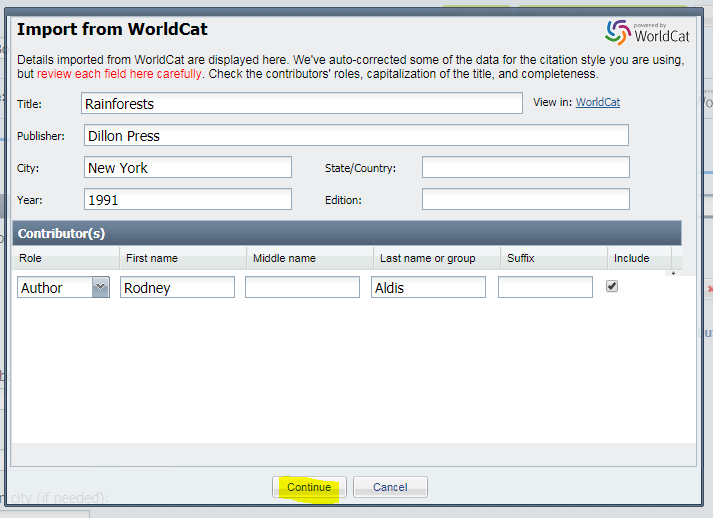 Import from WorldCat
powered by
WorldCat
Details imported from WorldCat are displayed here. We've auto-corrected some of the data for the citation style you are using,
but review each field here carefully. Check the contributors' roles, capitalization of the title, and completeness.
Title: Rainforests View in: WorldCat
Publisher: Dillon Press
City: New York State/Country:
Year: 1991 Edition:
Contributor(s)
Role First name Middle name Last name or group Suffix Include
Author Rodney Aldis
Continue Cancel
city (if needed):